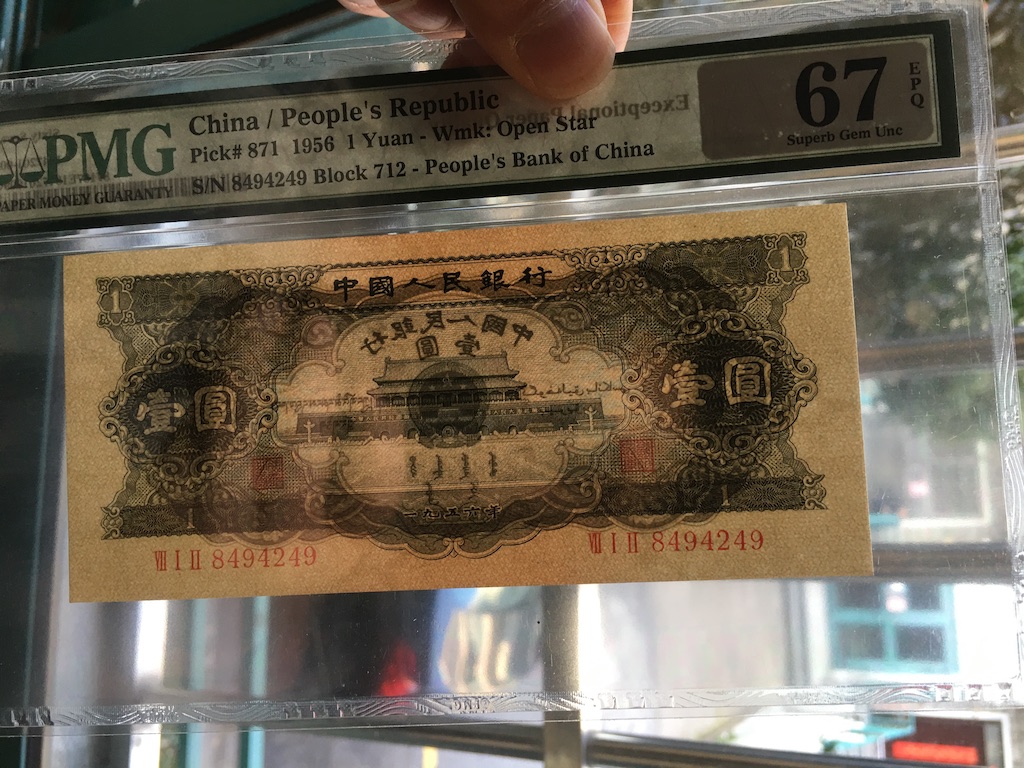 PMG
PAPER MONEY GUARANTY
China / People's Republic
Pick# 871 1956 1 Yuan - Wmk: Open Star
S/N 8494249 Block 712 - People's Bank of China
Exceptional Paper
67
EPQ
Superb Gem Unc
1
1
中國人民銀行
中國人民銀行
壹圓
壹圓
壹圓
一九五六年
1
1
Ⅶ Ⅰ Ⅱ 8494249
Ⅶ Ⅰ Ⅱ 8494249